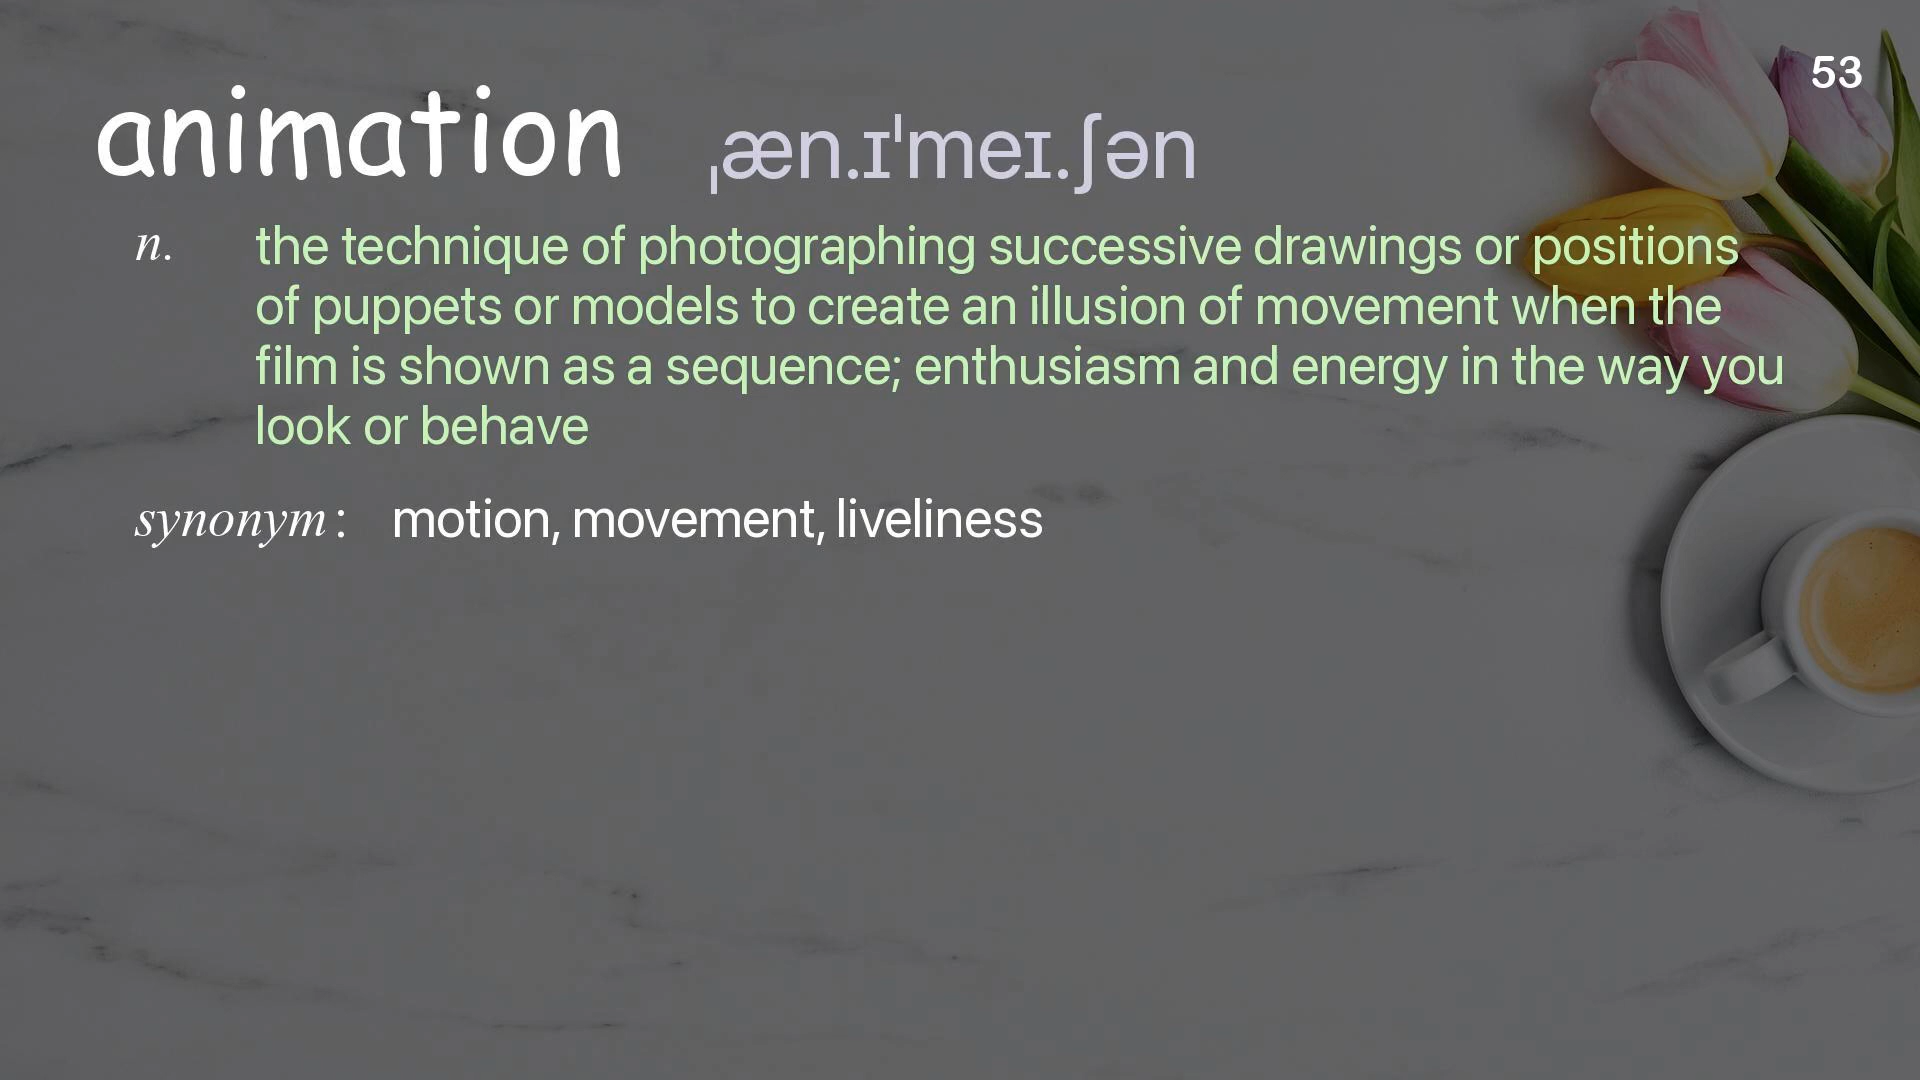 53
animation ˌæn.ɪˈmeɪ.ʃən
n. the technique of photographing successive drawings or positions
of puppets or models to create an illusion of movement when the
film is shown as a sequence; enthusiasm and energy in the way you
look or behave
synonym: motion, movement, liveliness